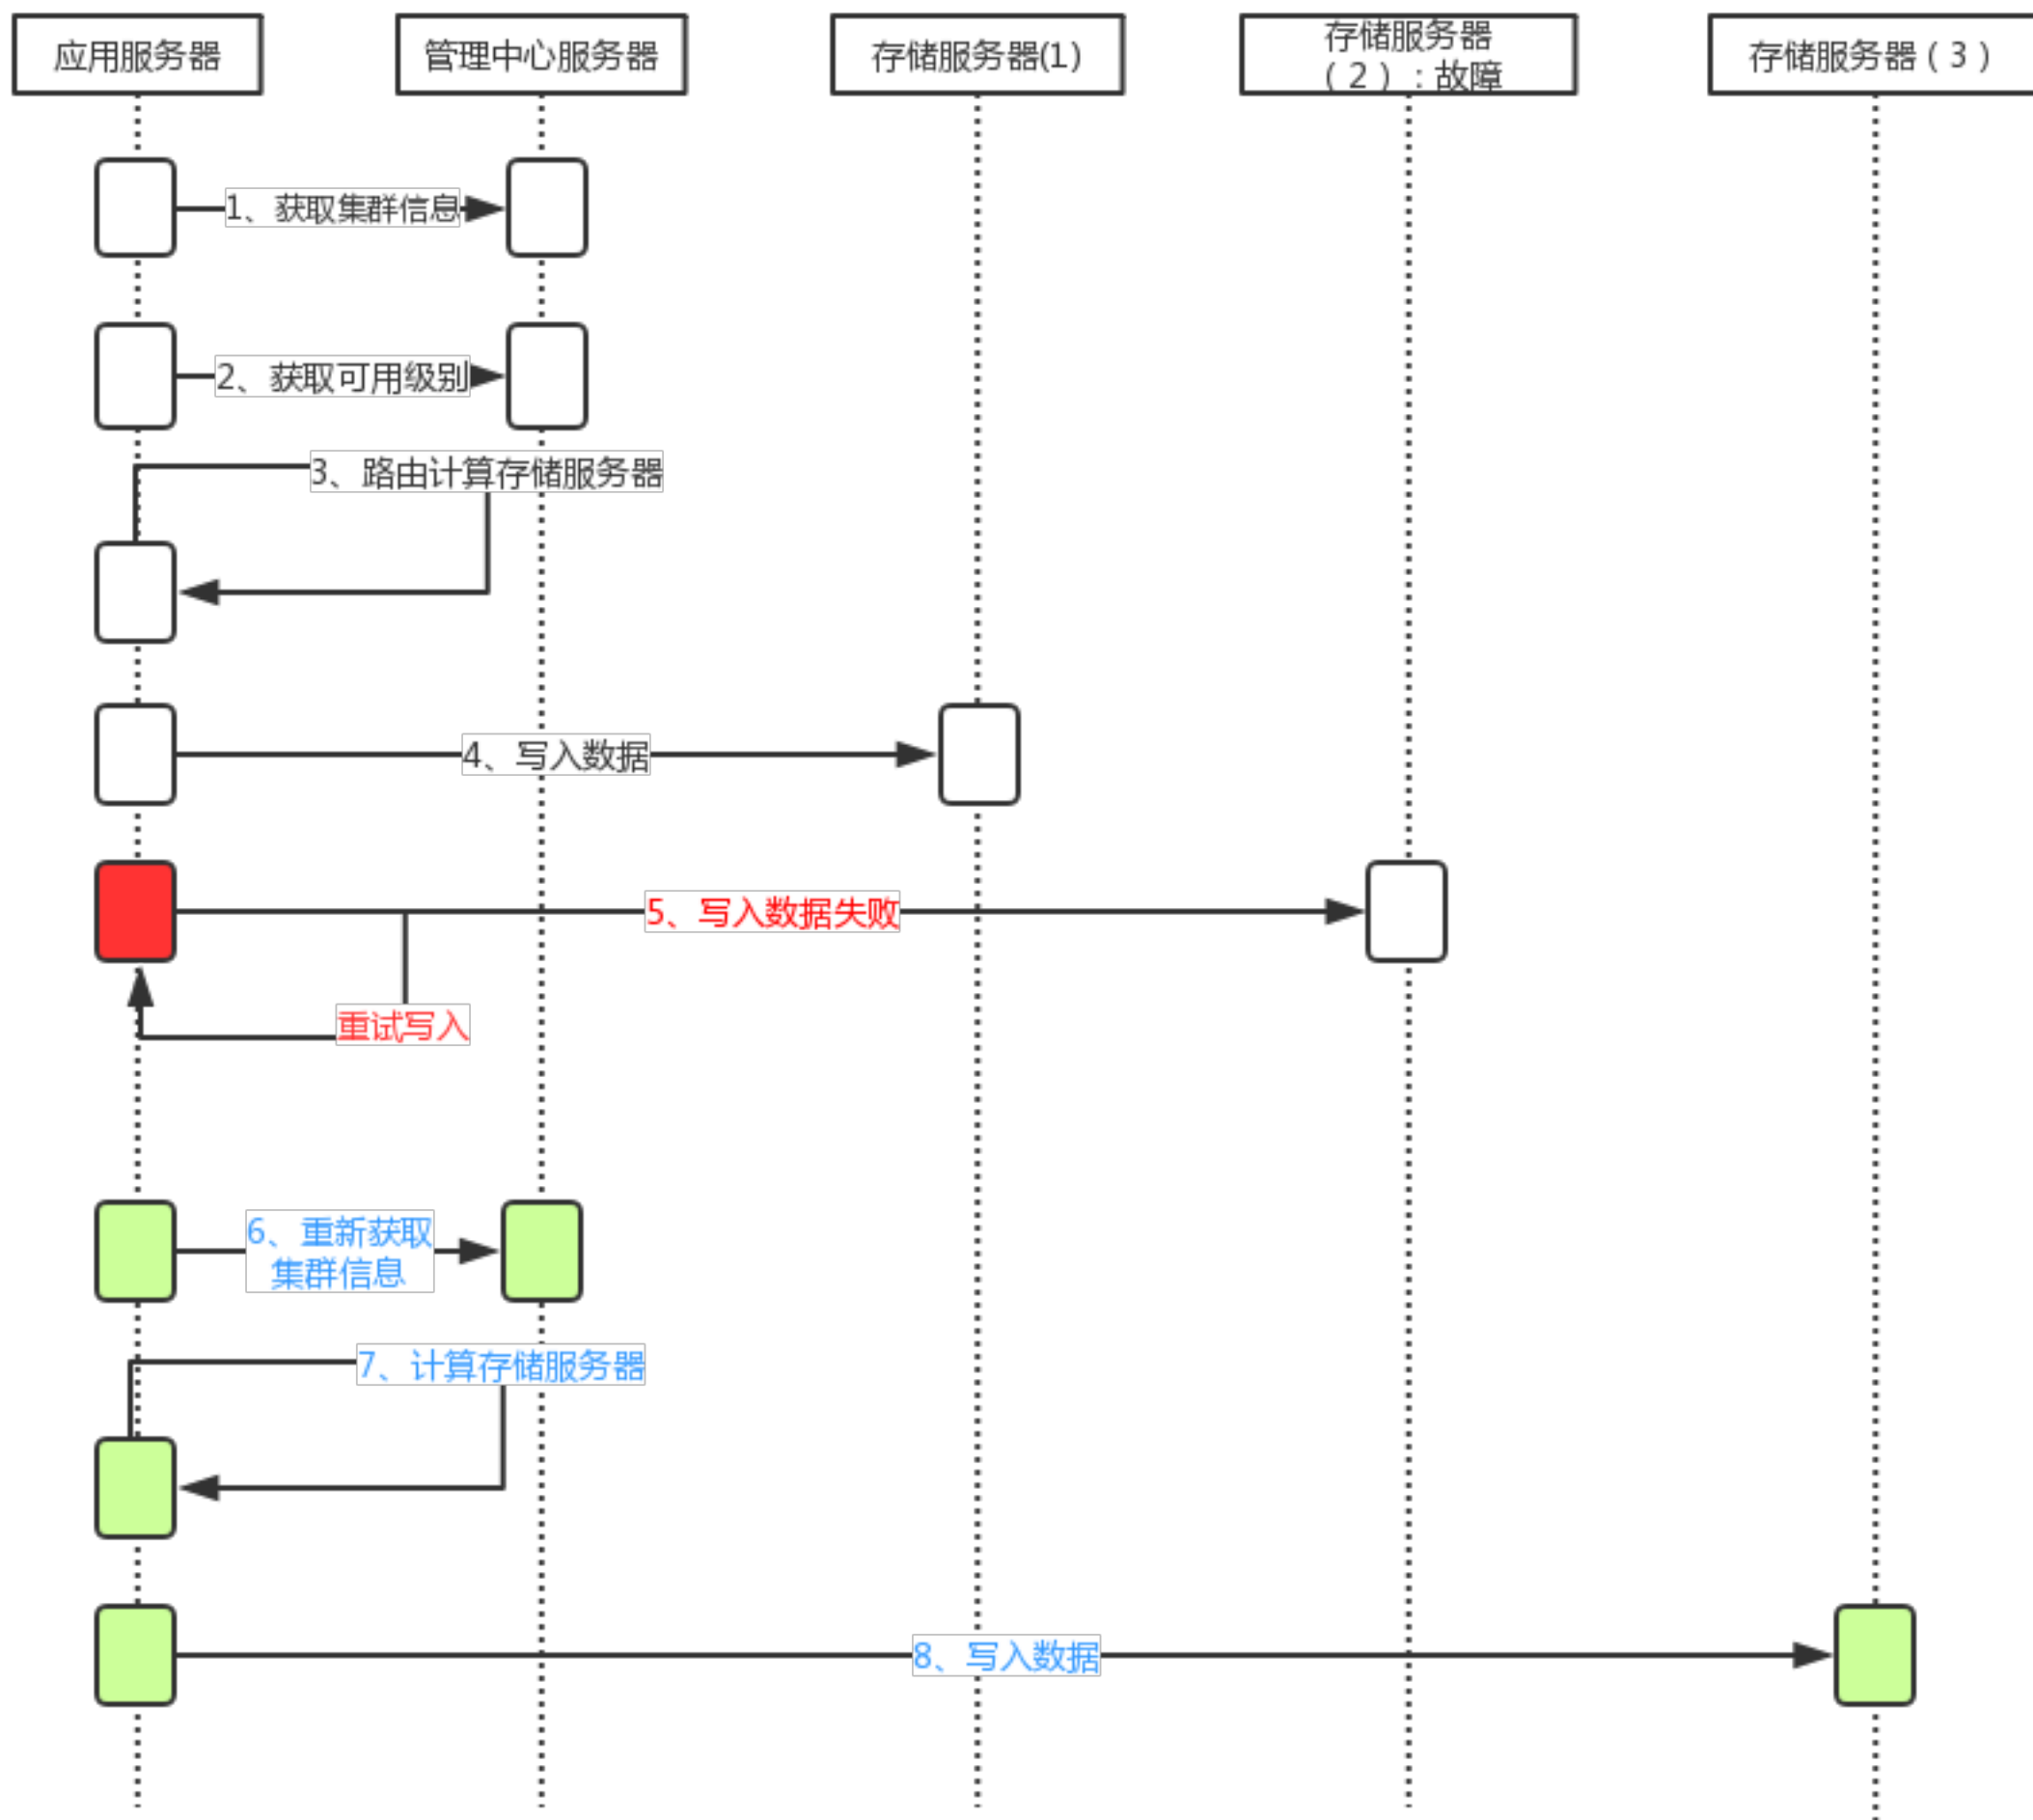 应用服务器
管理中心服务器
存储服务器(1)
存储服务器
（2）:故障
存储服务器（3）
1、获取集群信息
2、获取可用级别
3、路由计算存储服务器
4、写入数据
5、写入数据失败
重试写入
6、重新获取
集群信息
7、计算存储服务器
8、写入数据